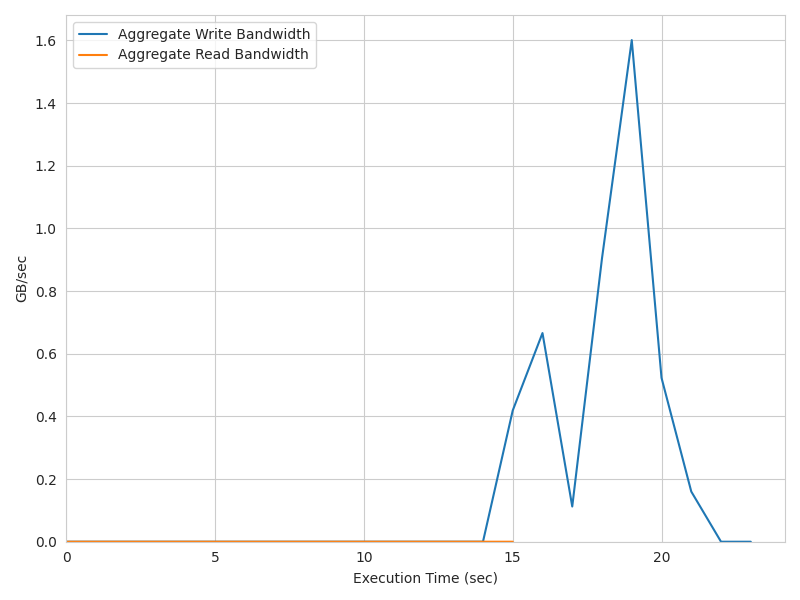 Aggregate Write Bandwidth
Aggregate Read Bandwidth
1.6
1.4
1.2
1.0
0.8
0.6
0.4
0.2
0.0
GB/sec
0 5 10 15 20
Execution Time (sec)